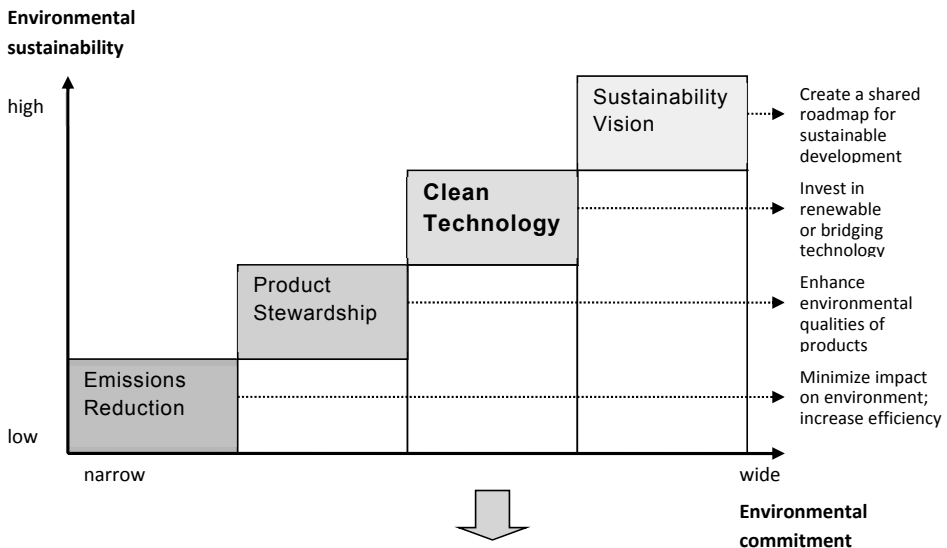 Environmental
sustainability
high
Sustainability
Vision
Create a shared
roadmap for
sustainable
development
Clean
Technology
Invest in
renewable
or bridging
technology
Product
Stewardship
Enhance
environmental
qualities of
products
Emissions
Reduction
Minimize impact
on environment;
increase efficiency
low
narrow
wide
Environmental
commitment